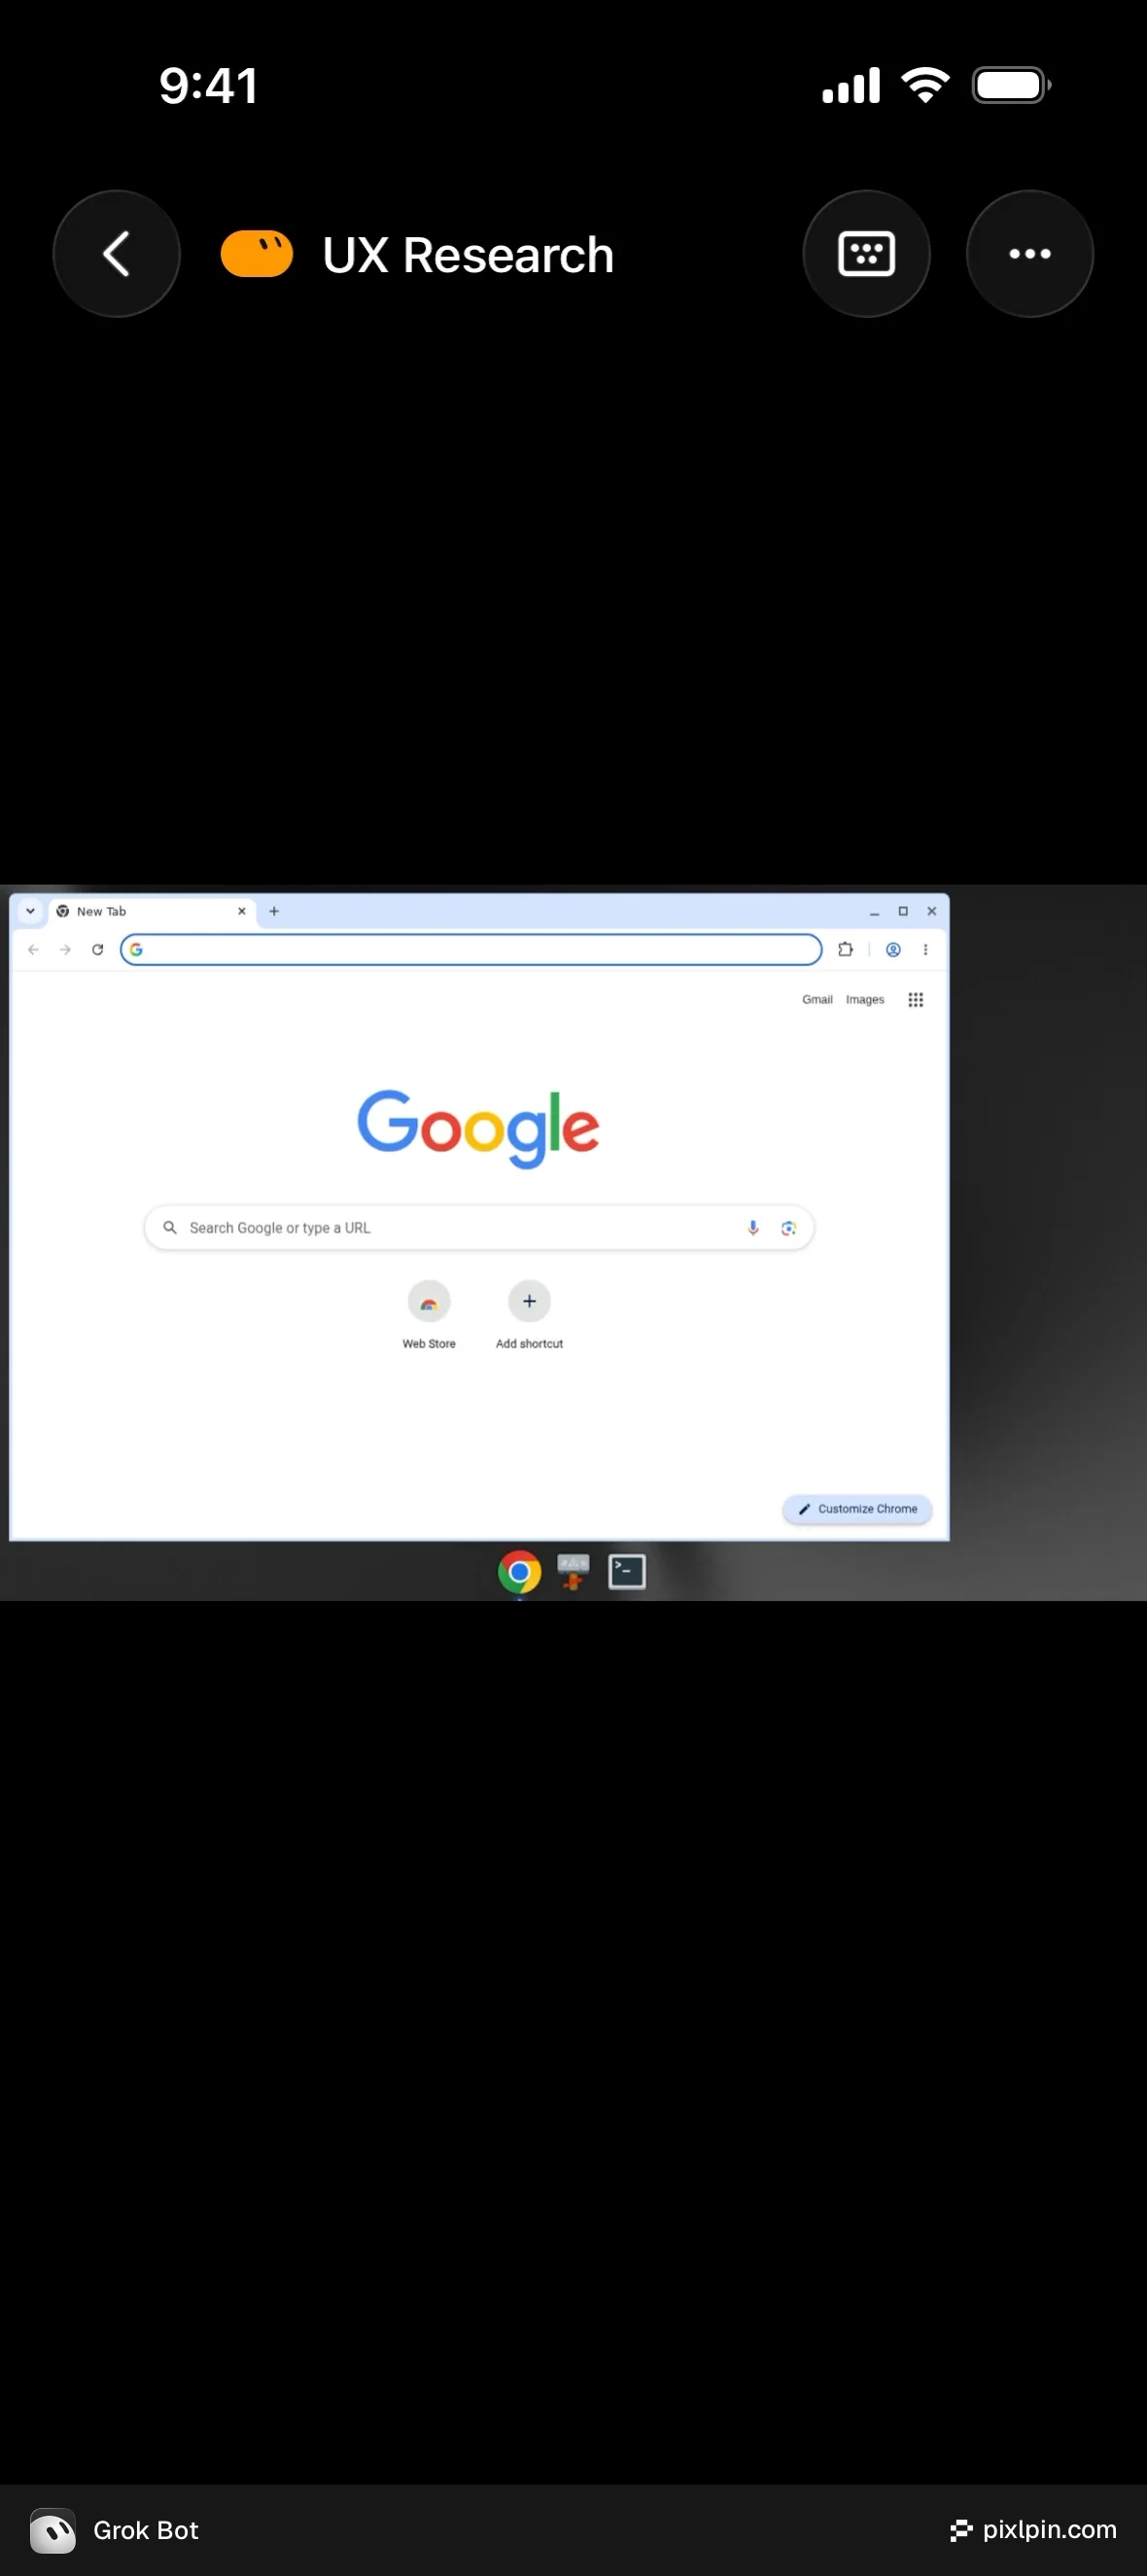 9:41
UX Research
New Tab
Gmail Images
Google
Search Google or type a URL
Web Store Add shortcut
Customize Chrome
Grok Bot
pixlpin.com